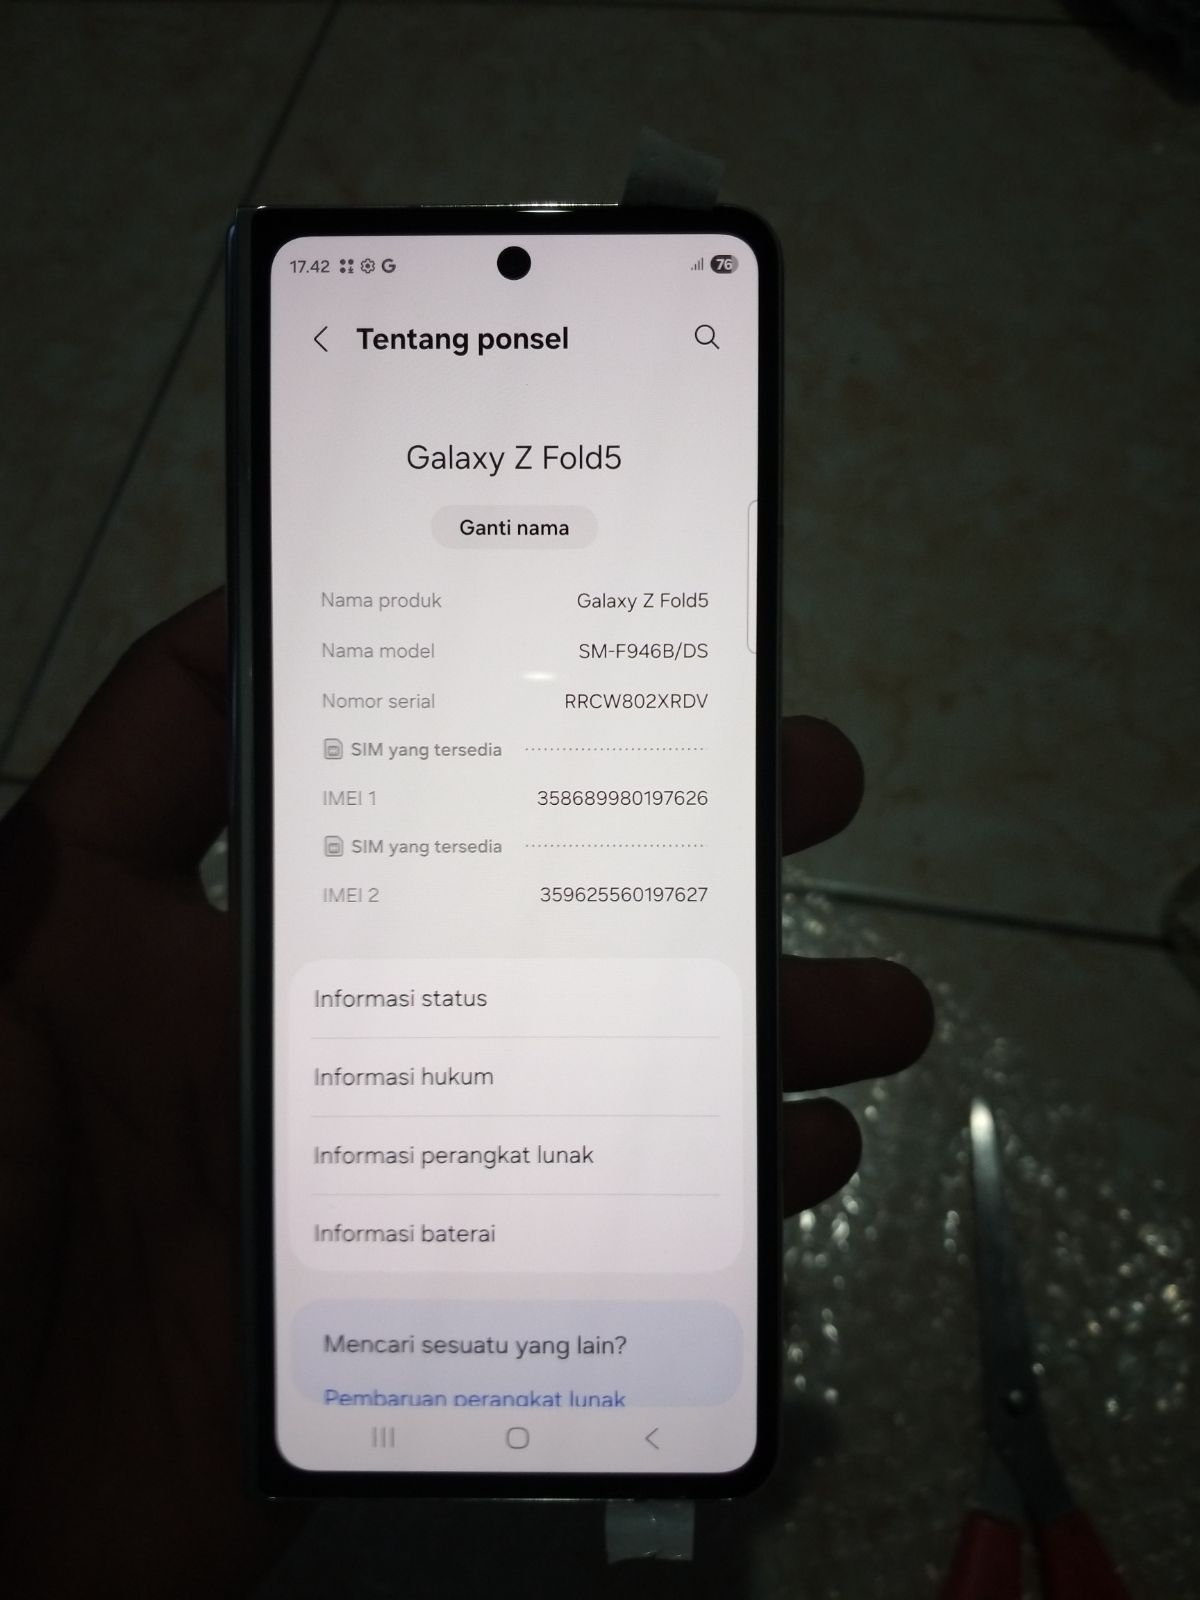 17.42 G 76
Tentang ponsel
Galaxy Z Fold5
Ganti nama
Nama produk Galaxy Z Fold5
Nama model SM-F946B/DS
Nomor serial RRCW802XRDV
SIM yang tersedia
IMEI 1 358689980197626
SIM yang tersedia
IMEI 2 359625560197627
Informasi status
Informasi hukum
Informasi perangkat lunak
Informasi baterai
Mencari sesuatu yang lain?
Pembaruan perangkat lunak